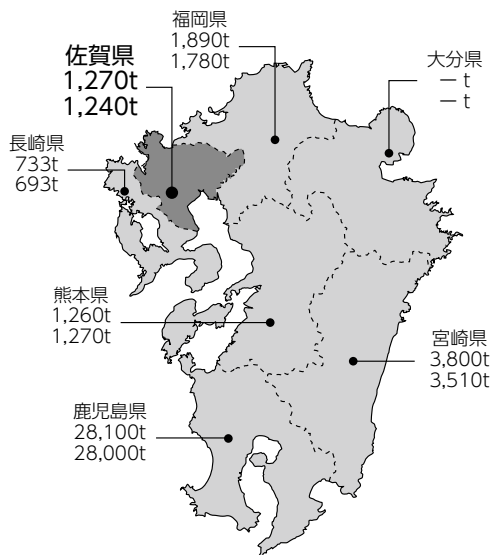 福岡県
1,890t
1,780t
佐賀県
1,270t
1,240t
大分県
ー t
ー t
長崎県
733t
693t
熊本県
1,260t
1,270t
宮崎県
3,800t
3,510t
鹿児島県
28,100t
28,000t